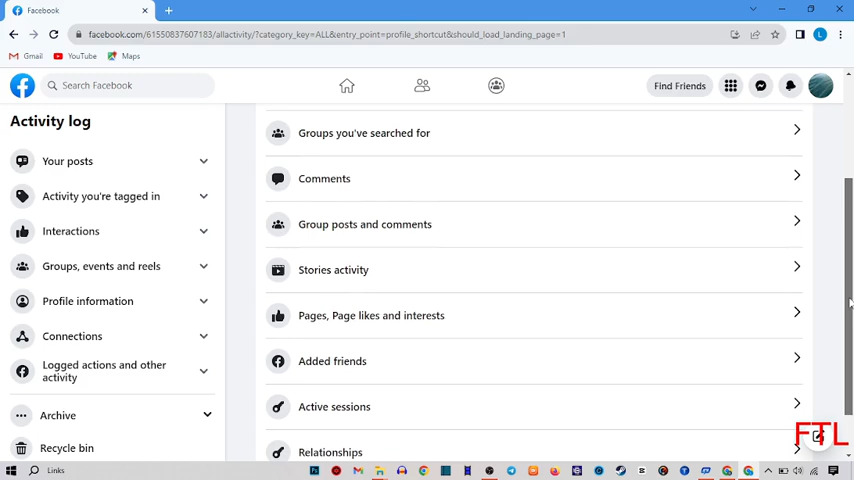 Facebook
facebook.com/61550837607183/allactivity/?category_key=ALL&entry_point=profile_shortcut&should_load_landing_page=1
L
Gmail
YouTube
Maps
Search Facebook
Find Friends
Activity log
Your posts
Activity you're tagged in
Interactions
Groups, events and reels
Profile information
Connections
Logged actions and other
activity
Archive
Recycle bin
Groups you've searched for
Comments
Group posts and comments
Stories activity
Pages, Page likes and interests
Added friends
Active sessions
Relationships
FTL
Links